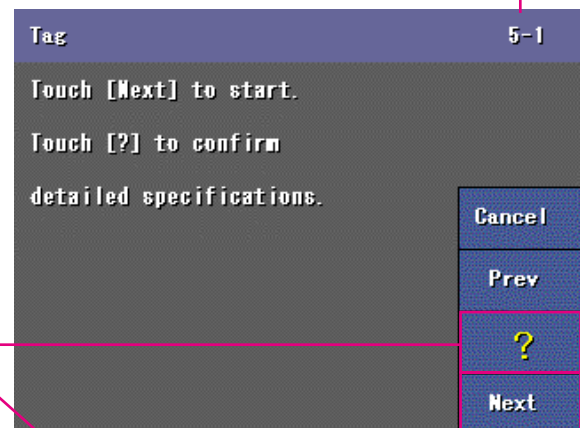 Tag 5-1
Touch [Next] to start.
Touch [?] to confirm
detailed specifications.
Cancel
Prev
?
Next